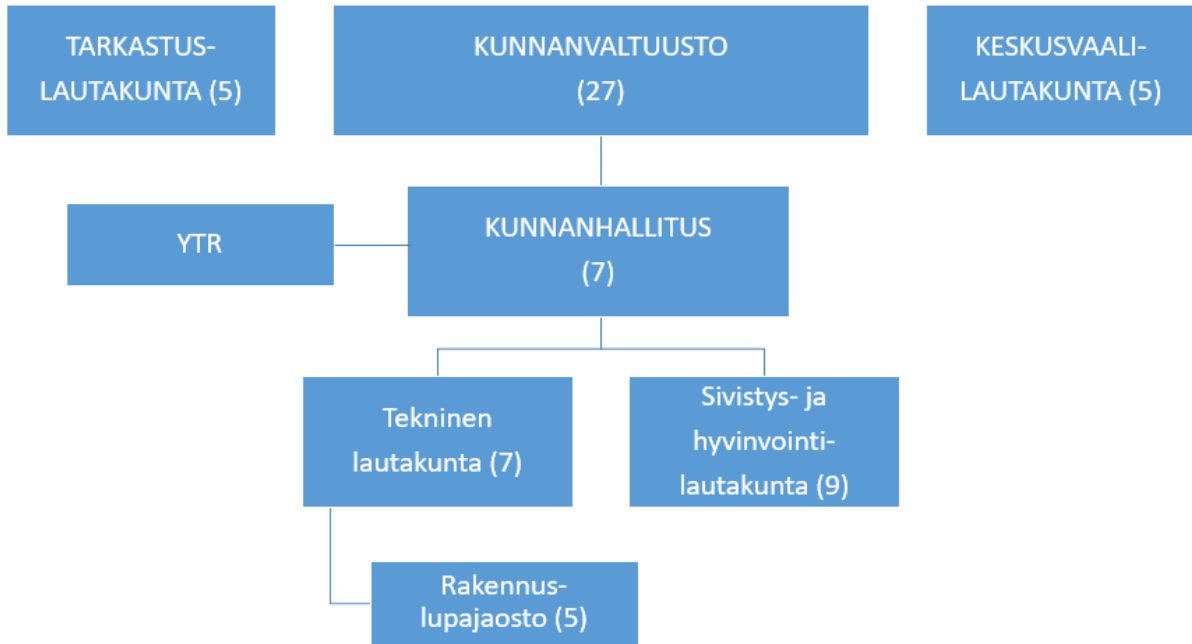 TARKASTUS-
LAUTAKUNTA (5)
KUNNANVALTUUSTO
(27)
KESKUSVAALI-
LAUTAKUNTA (5)
YTR
KUNNANHALLITUS
(7)
Tekninen
lautakunta (7)
Sivistys- ja
hyvinvointi-
lautakunta (9)
Rakennus-
lupajaosto (5)